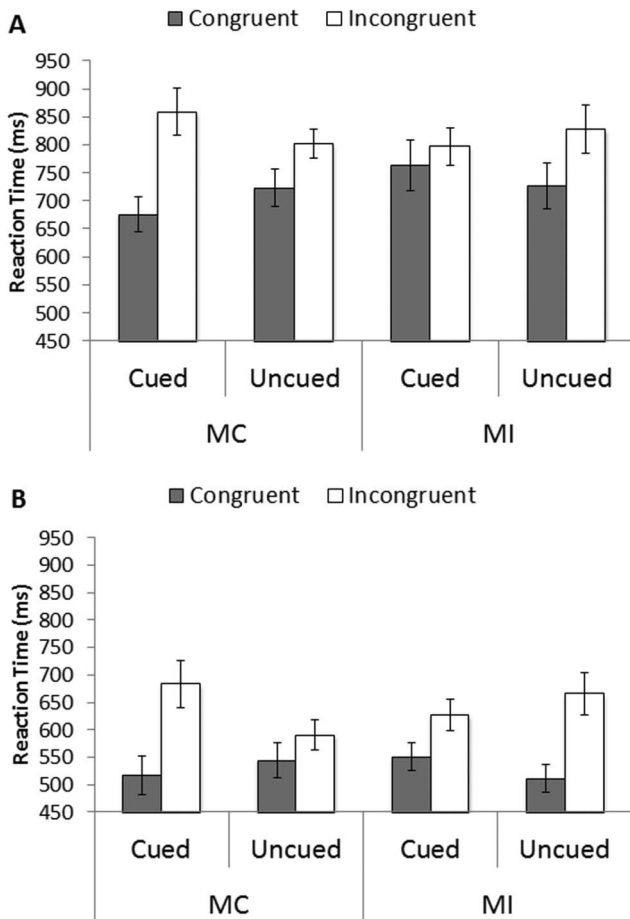 A
Congruent Incongruent
Reaction Time (ms)
950
900
850
800
750
700
650
600
550
500
450
Cued Uncued Cued Uncued
MC MI
B
Congruent Incongruent
Reaction Time (ms)
950
900
850
800
750
700
650
600
550
500
450
Cued Uncued Cued Uncued
MC MI